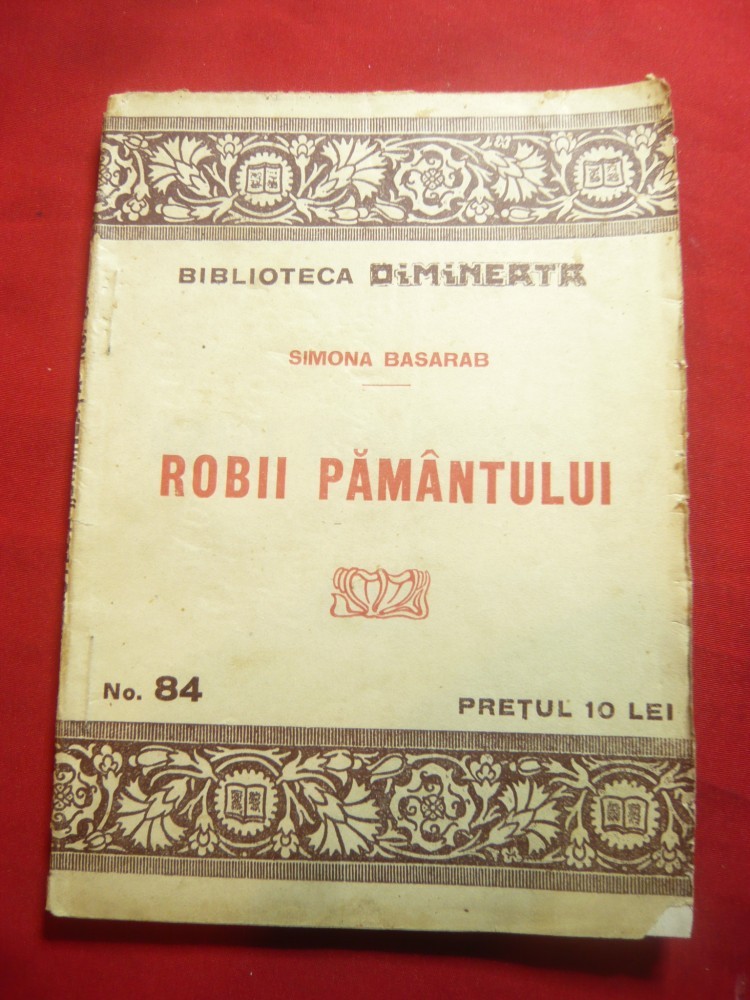 BIBLIOTECA DiMiNEAȚA
SIMONA BASARAB
ROBII PĂMÂNTULUI
No. 84
PREȚUL 10 LEI